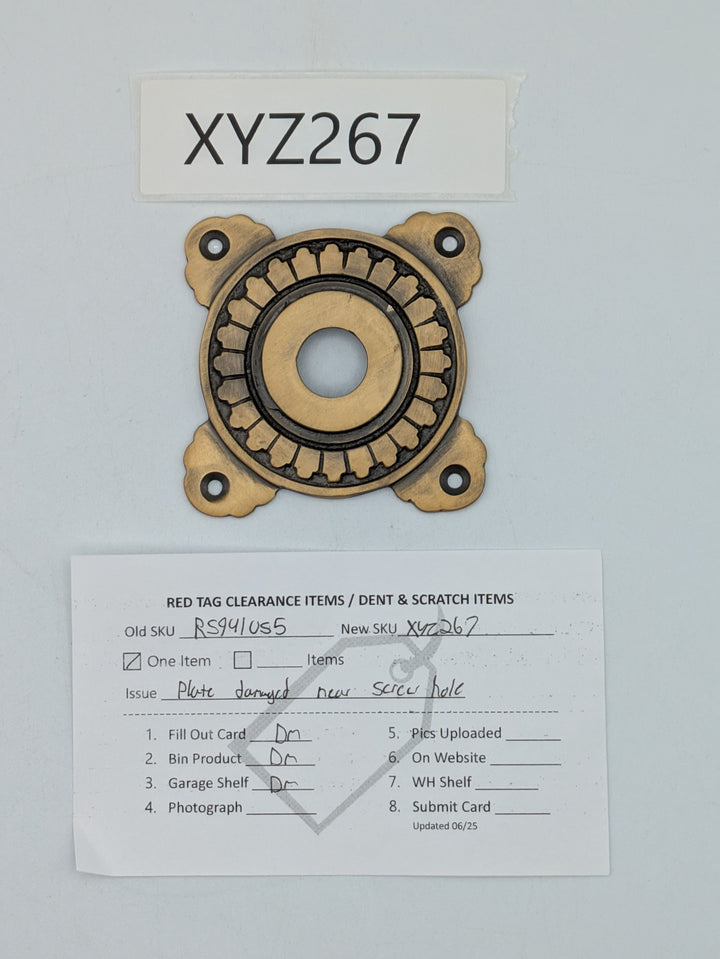 XYZ267
RED TAG CLEARANCE ITEMS / DENT & SCRATCH ITEMS
Old SKU RS941US5 New SKU XYZ267
One Item Items
Issue Plate damaged near screw hole
1. Fill Out Card Dm
2. Bin Product Dm
3. Garage Shelf Dm
4. Photograph
5. Pics Uploaded
6. On Website
7. WH Shelf
8. Submit Card
Updated 06/25